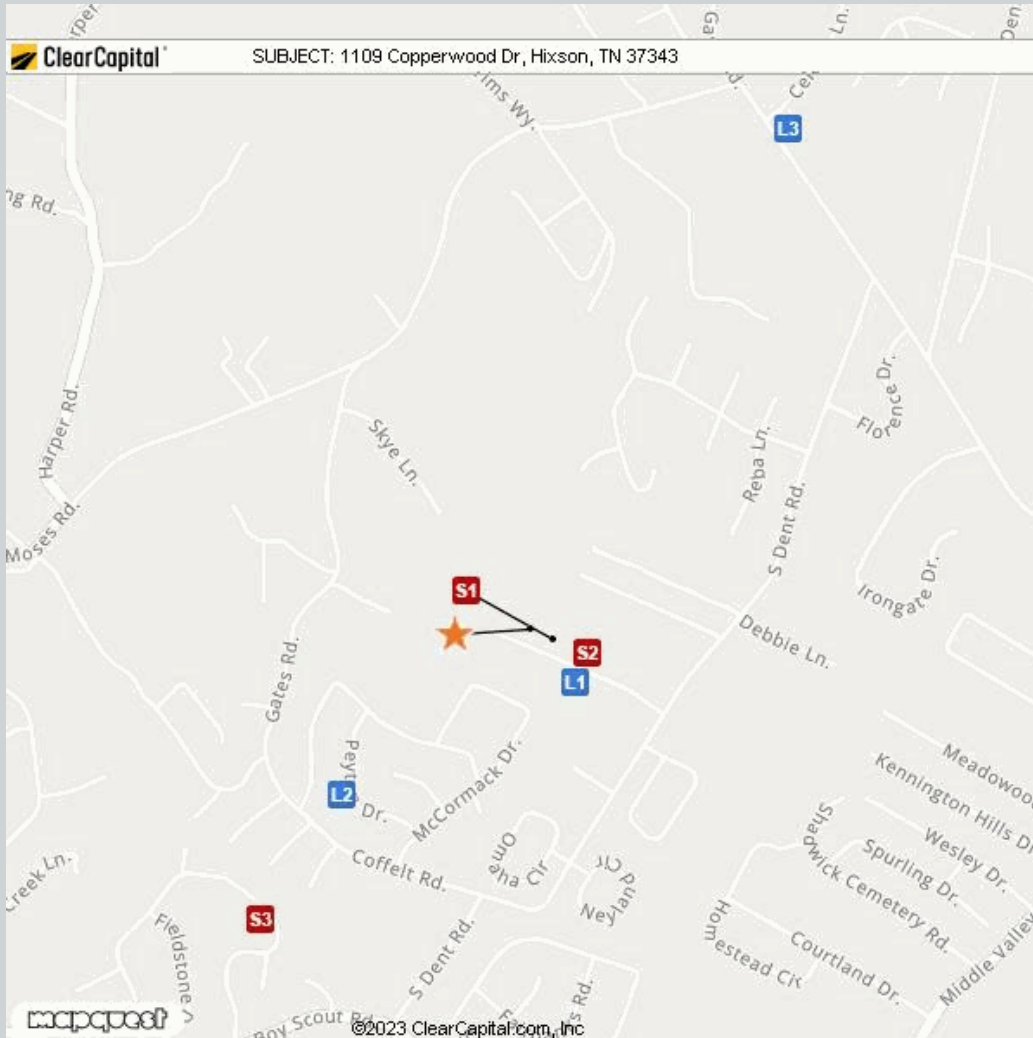 Ln.
ClearCapital
SUBJECT: 1109 Copperwood Dr, Hixson, TN 37343
L3
Harper Rd.
Skye Ln.
Florence Dr.
Reba Ln.
S Dent Rd.
Moses Rd.
Irongate Dr.
S1
Debbie Ln.
S2
L1
Gates Rd.
L2
Dr.
McCormack Dr.
Coffelt Rd.
Creek Ln.
S3
Fieldstone
S Dent Rd.
Boy Scout Rd.
Meadowood
Kennington Hills Dr
Wesley Dr.
Spurling Dr.
Shadwick Cemetery Rd.
Homestead Cir
Courtland Dr.
Middle Valley
Omaha Cir
Neyland Cir
mapquest
©2023 ClearCapital.com, Inc